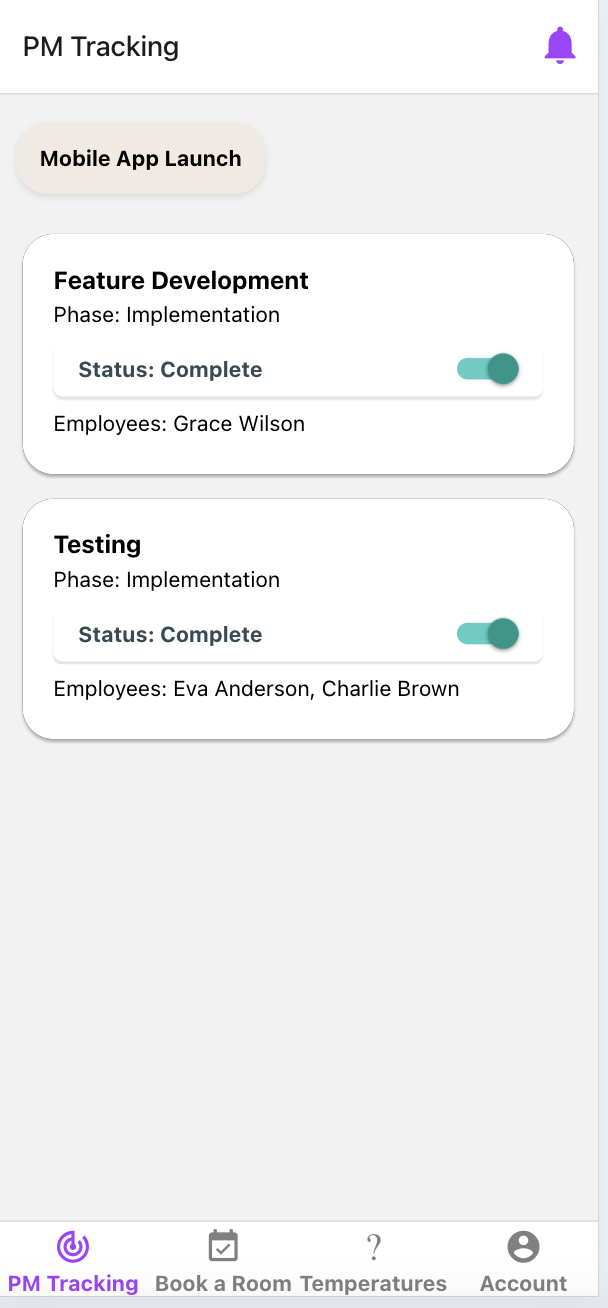 PM Tracking
Mobile App Launch
Feature Development
Phase: Implementation
Status: Complete
Employees: Grace Wilson
Testing
Phase: Implementation
Status: Complete
Employees: Eva Anderson, Charlie Brown
?
PM Tracking Book a Room Temperatures Account